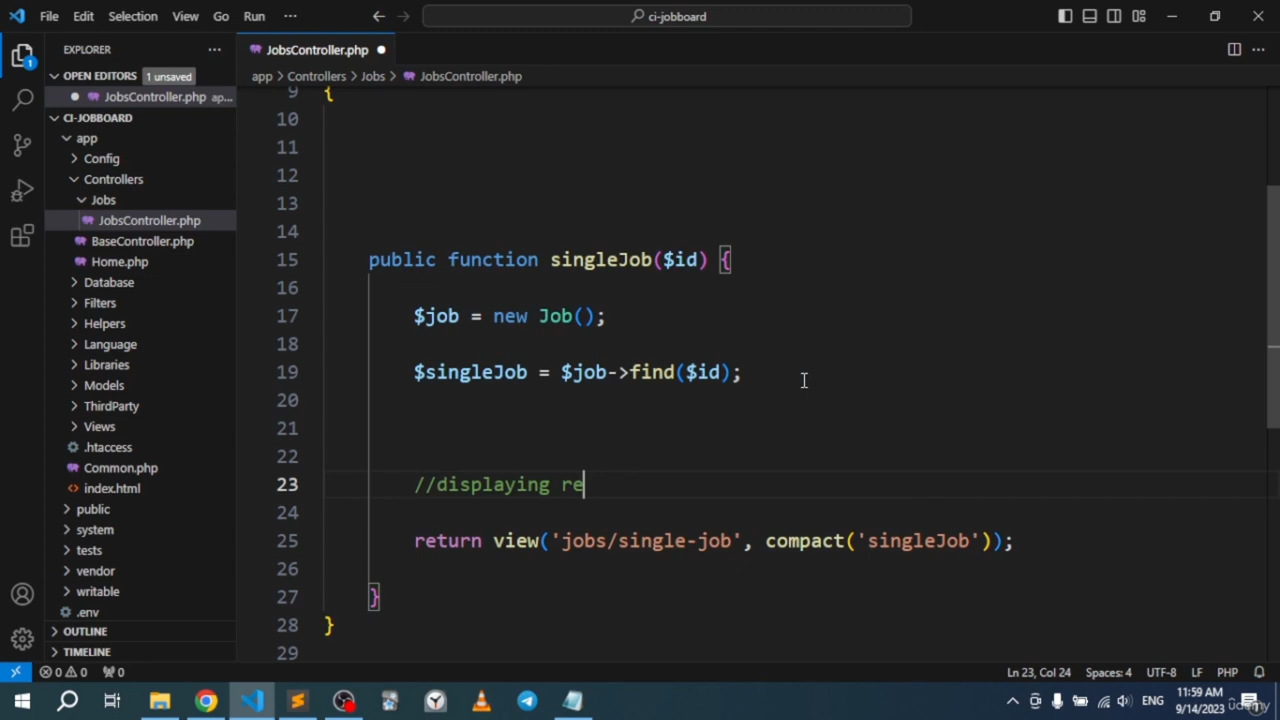 File Edit Selection View Go Run ··· ci-jobboard
EXPLORER ···
JobsController.php
OPEN EDITORS 1 unsaved
app > Controllers > Jobs > JobsController.php
JobsController.php ap...
CI-JOBBOARD
app
Config
Controllers
Jobs
JobsController.php
BaseController.php
Home.php
Database
Filters
Helpers
Language
Libraries
Models
ThirdParty
Views
.htaccess
Common.php
index.html
public
system
tests
vendor
writable
.env
OUTLINE
TIMELINE
9 {
10
11
12
13
14
15 public function singleJob($id) {
16
17 $job = new Job();
18
19 $singleJob = $job->find($id);
20
21
22
23 //displaying re
24
25 return view('jobs/single-job', compact('singleJob'));
26
27 }
28 }
29
0 0 0 Ln 23, Col 24 Spaces: 4 UTF-8 LF PHP
1
ENG 11:59 AM
9/14/2023
udemy